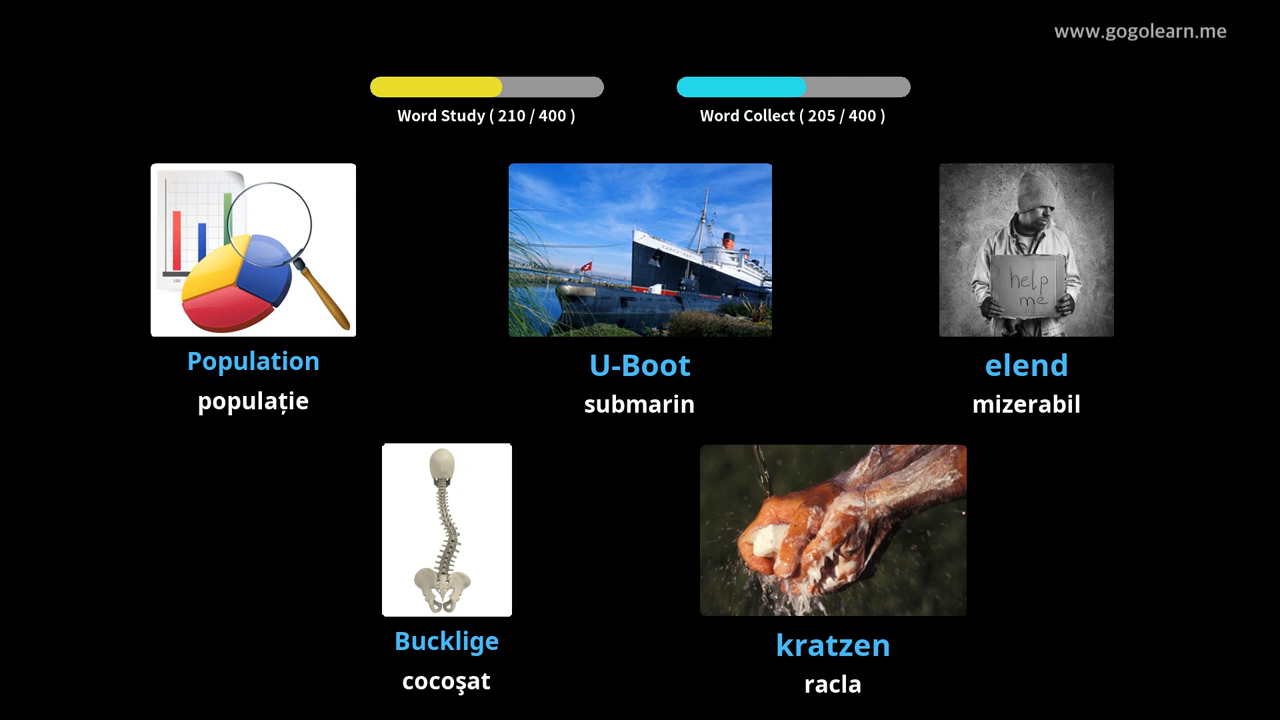 www.gogolearn.me
Word Study ( 210 / 400 )
Word Collect ( 205 / 400 )
help
me
Population
populație
U-Boot
submarin
elend
mizerabil
Bucklige
cocoşat
kratzen
racla